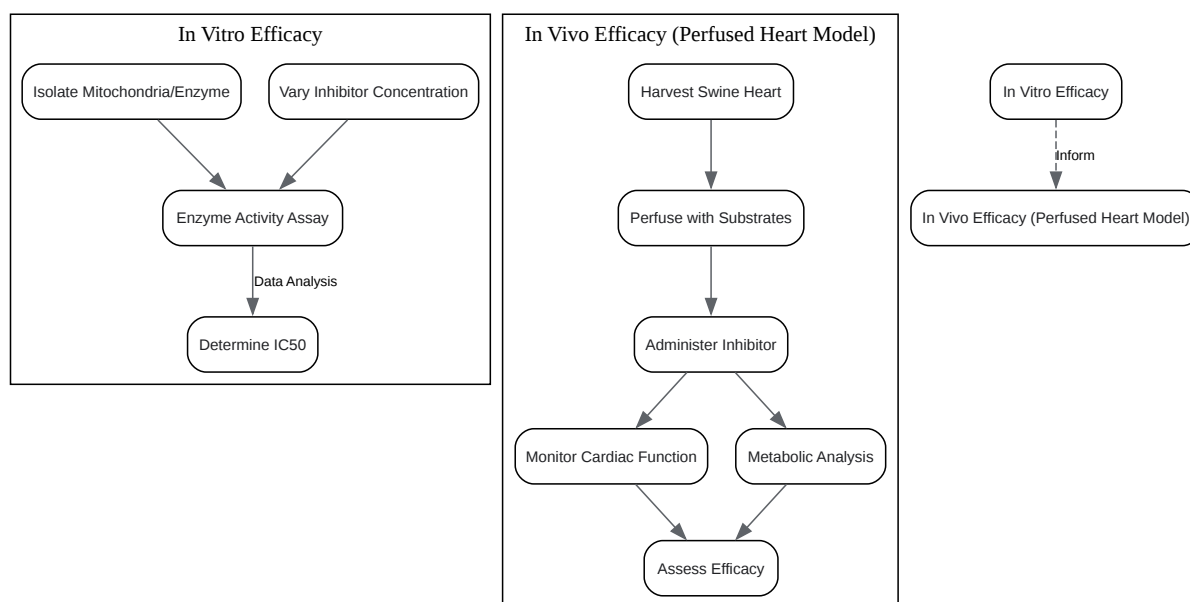 In Vitro Efficacy
Isolate Mitochondria/Enzyme
Vary Inhibitor Concentration
Enzyme Activity Assay
Data Analysis
Determine IC50
In Vivo Efficacy (Perfused Heart Model)
Harvest Swine Heart
Perfuse with Substrates
Administer Inhibitor
Monitor Cardiac Function
Metabolic Analysis
Assess Efficacy
In Vitro Efficacy
Inform
In Vivo Efficacy (Perfused Heart Model)